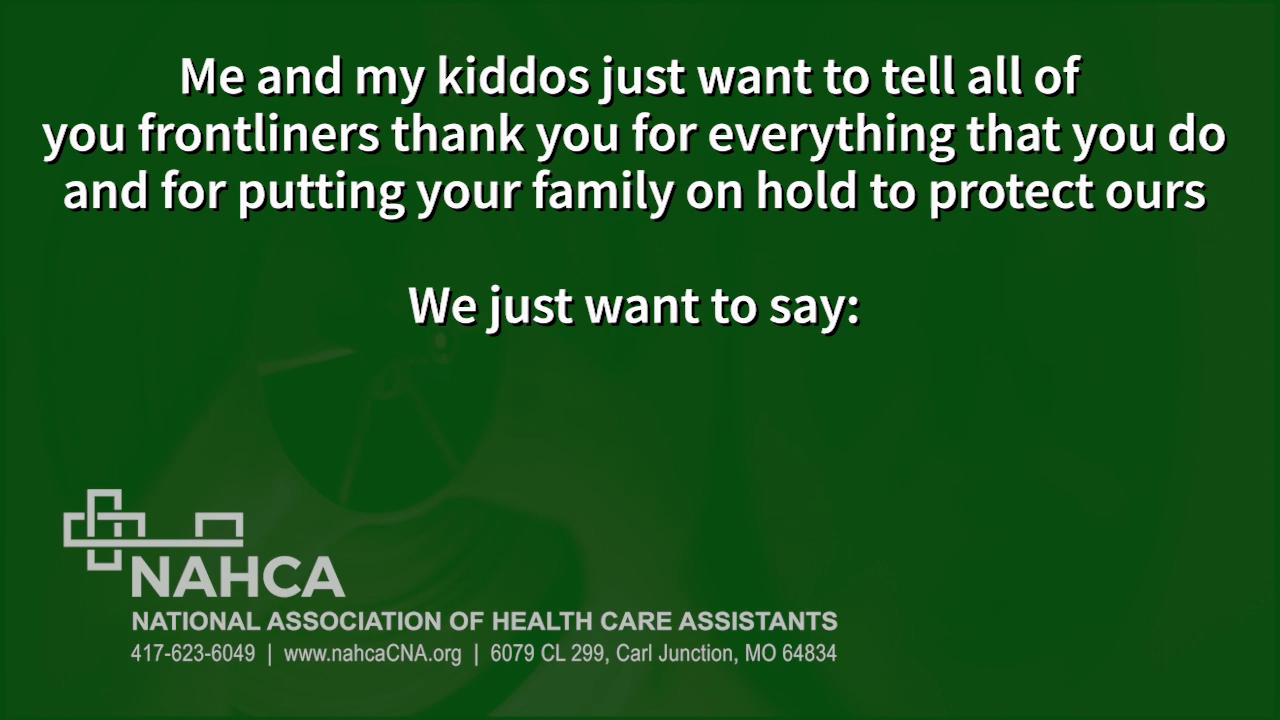 Me and my kiddos just want to tell all of
you frontliners thank you for everything that you do
and for putting your family on hold to protect ours
We just want to say:
NAHCA
NATIONAL ASSOCIATION OF HEALTH CARE ASSISTANTS
417-623-6049 | www.nahcaCNA.org | 6079 CL 299, Carl Junction, MO 64834